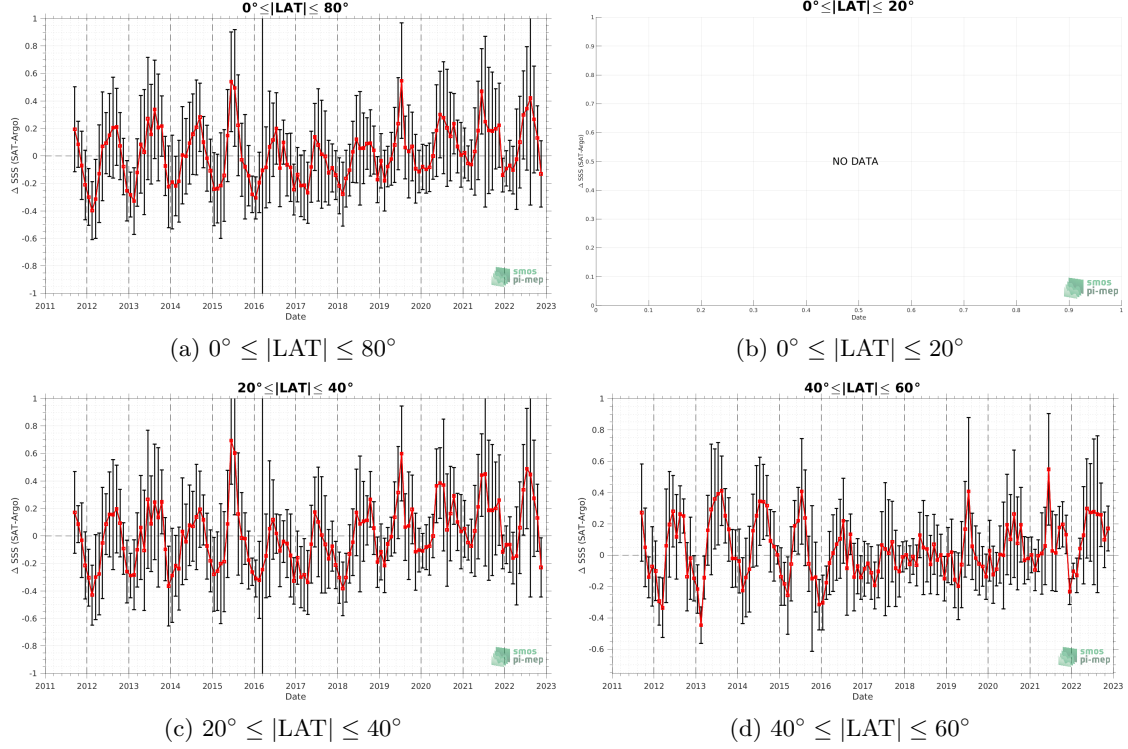 0°≤|LAT|≤ 80°
Δ SSS (SAT-Argo)
1
0.8
0.6
0.4
0.2
0
-0.2
-0.4
-0.6
-0.8
-1
2011 2012 2013 2014 2015 2016 2017 2018 2019 2020 2021 2022 2023
Date
smos
pi-mep
(a) 0° ≤ |LAT| ≤ 80°
0°≤|LAT|≤ 20°
Δ SSS (SAT-Argo)
1
0.9
0.8
0.7
0.6
0.5
0.4
0.3
0.2
0.1
0
NO DATA
0 0.1 0.2 0.3 0.4 0.5 0.6 0.7 0.8 0.9 1
Date
smos
pi-mep
(b) 0° ≤ |LAT| ≤ 20°
20°≤|LAT|≤ 40°
Δ SSS (SAT-Argo)
1
0.8
0.6
0.4
0.2
0
-0.2
-0.4
-0.6
-0.8
-1
2011 2012 2013 2014 2015 2016 2017 2018 2019 2020 2021 2022 2023
Date
smos
pi-mep
(c) 20° ≤ |LAT| ≤ 40°
40°≤|LAT|≤ 60°
Δ SSS (SAT-Argo)
0.8
0.6
0.4
0.2
0
-0.2
-0.4
-0.6
2011 2012 2013 2014 2015 2016 2017 2018 2019 2020 2021 2022 2023
Date
smos
pi-mep
(d) 40° ≤ |LAT| ≤ 60°